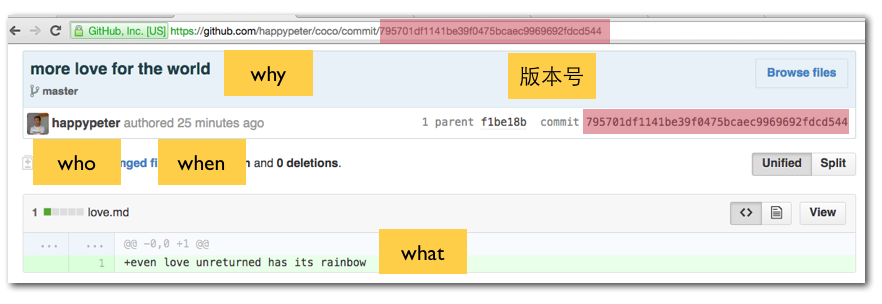 GitHub, Inc. [US] https://github.com/happypeter/coco/commit/795701df1141be39f0475bcaec9969692fdcd544
more love for the world
why
版本号
Browse files
master
happypeter authored 25 minutes ago
1 parent f1be18b commit 795701df1141be39f0475bcaec9969692fdcd544
who
when
and 0 deletions.
Unified
Split
1 love.md
<> View
... ... @@ -0,0 +1 @@
1 +even love unreturned has its rainbow
what